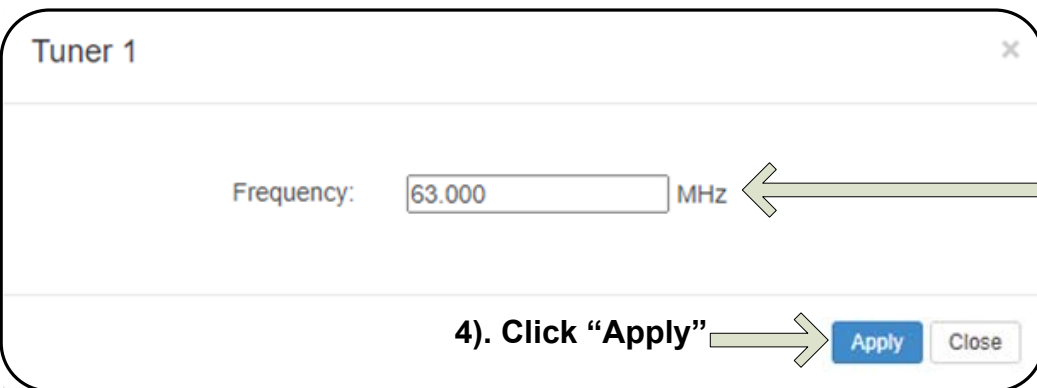 Tuner 1 ×
Frequency: 63.000 MHz
4). Click “Apply” Apply Close